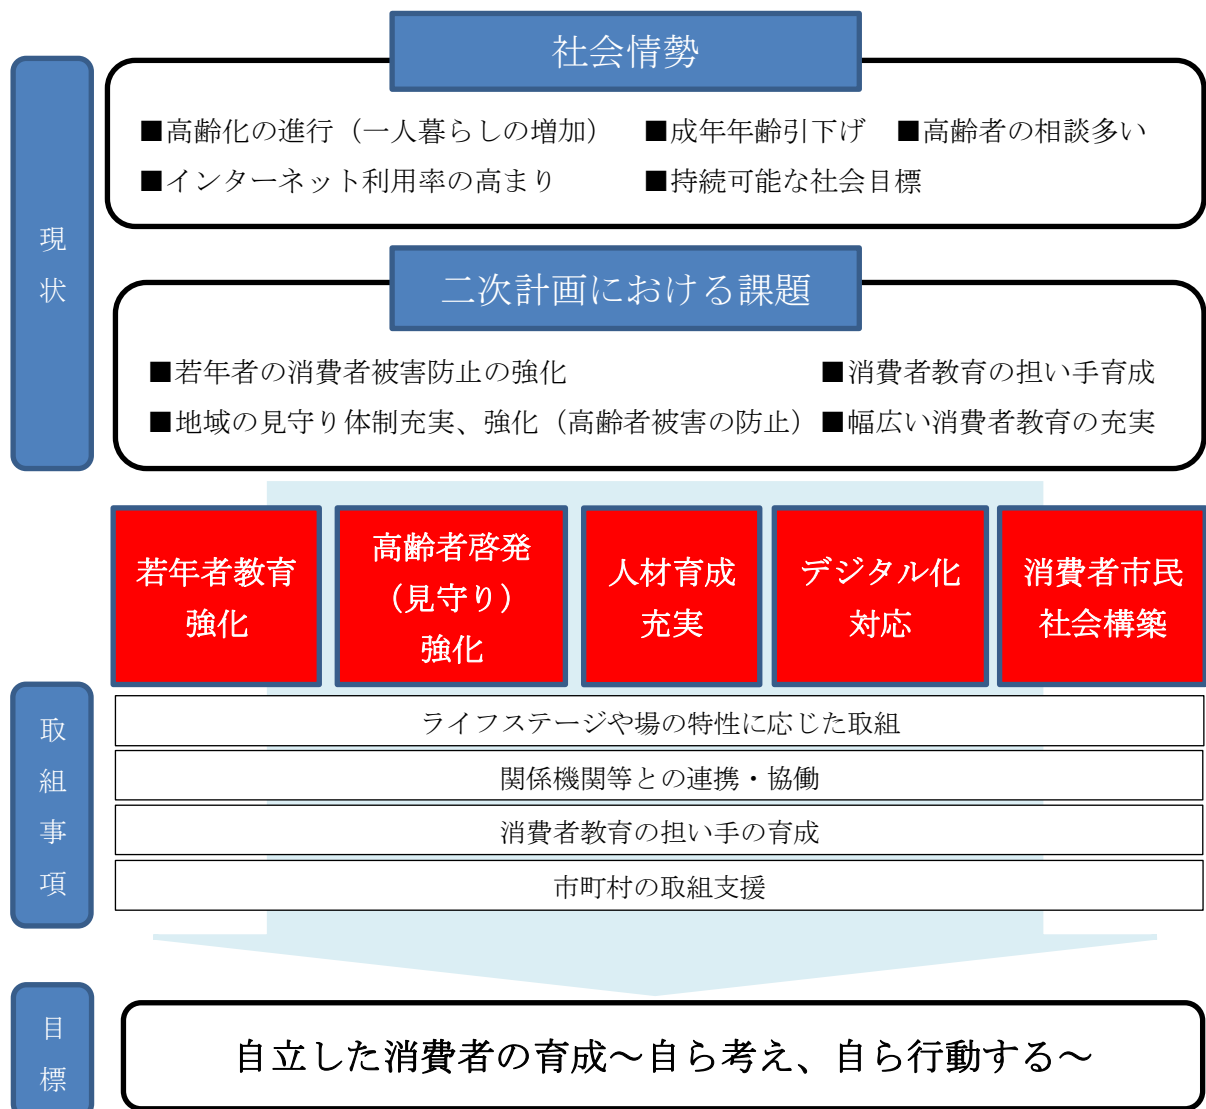 現状
社会情勢
■高齢化の進行（一人暮らしの増加） ■成年年齢引下げ ■高齢者の相談多い
■インターネット利用率の高まり ■持続可能な社会目標
二次計画における課題
■若年者の消費者被害防止の強化 ■消費者教育の担い手育成
■地域の見守り体制充実、強化（高齢者被害の防止） ■幅広い消費者教育の充実
若年者教育
強化
高齢者啓発
（見守り）
強化
人材育成
充実
デジタル化
対応
消費者市民
社会構築
取組事項
ライフステージや場の特性に応じた取組
関係機関等との連携・協働
消費者教育の担い手の育成
市町村の取組支援
目標
自立した消費者の育成～自ら考え、自ら行動する～